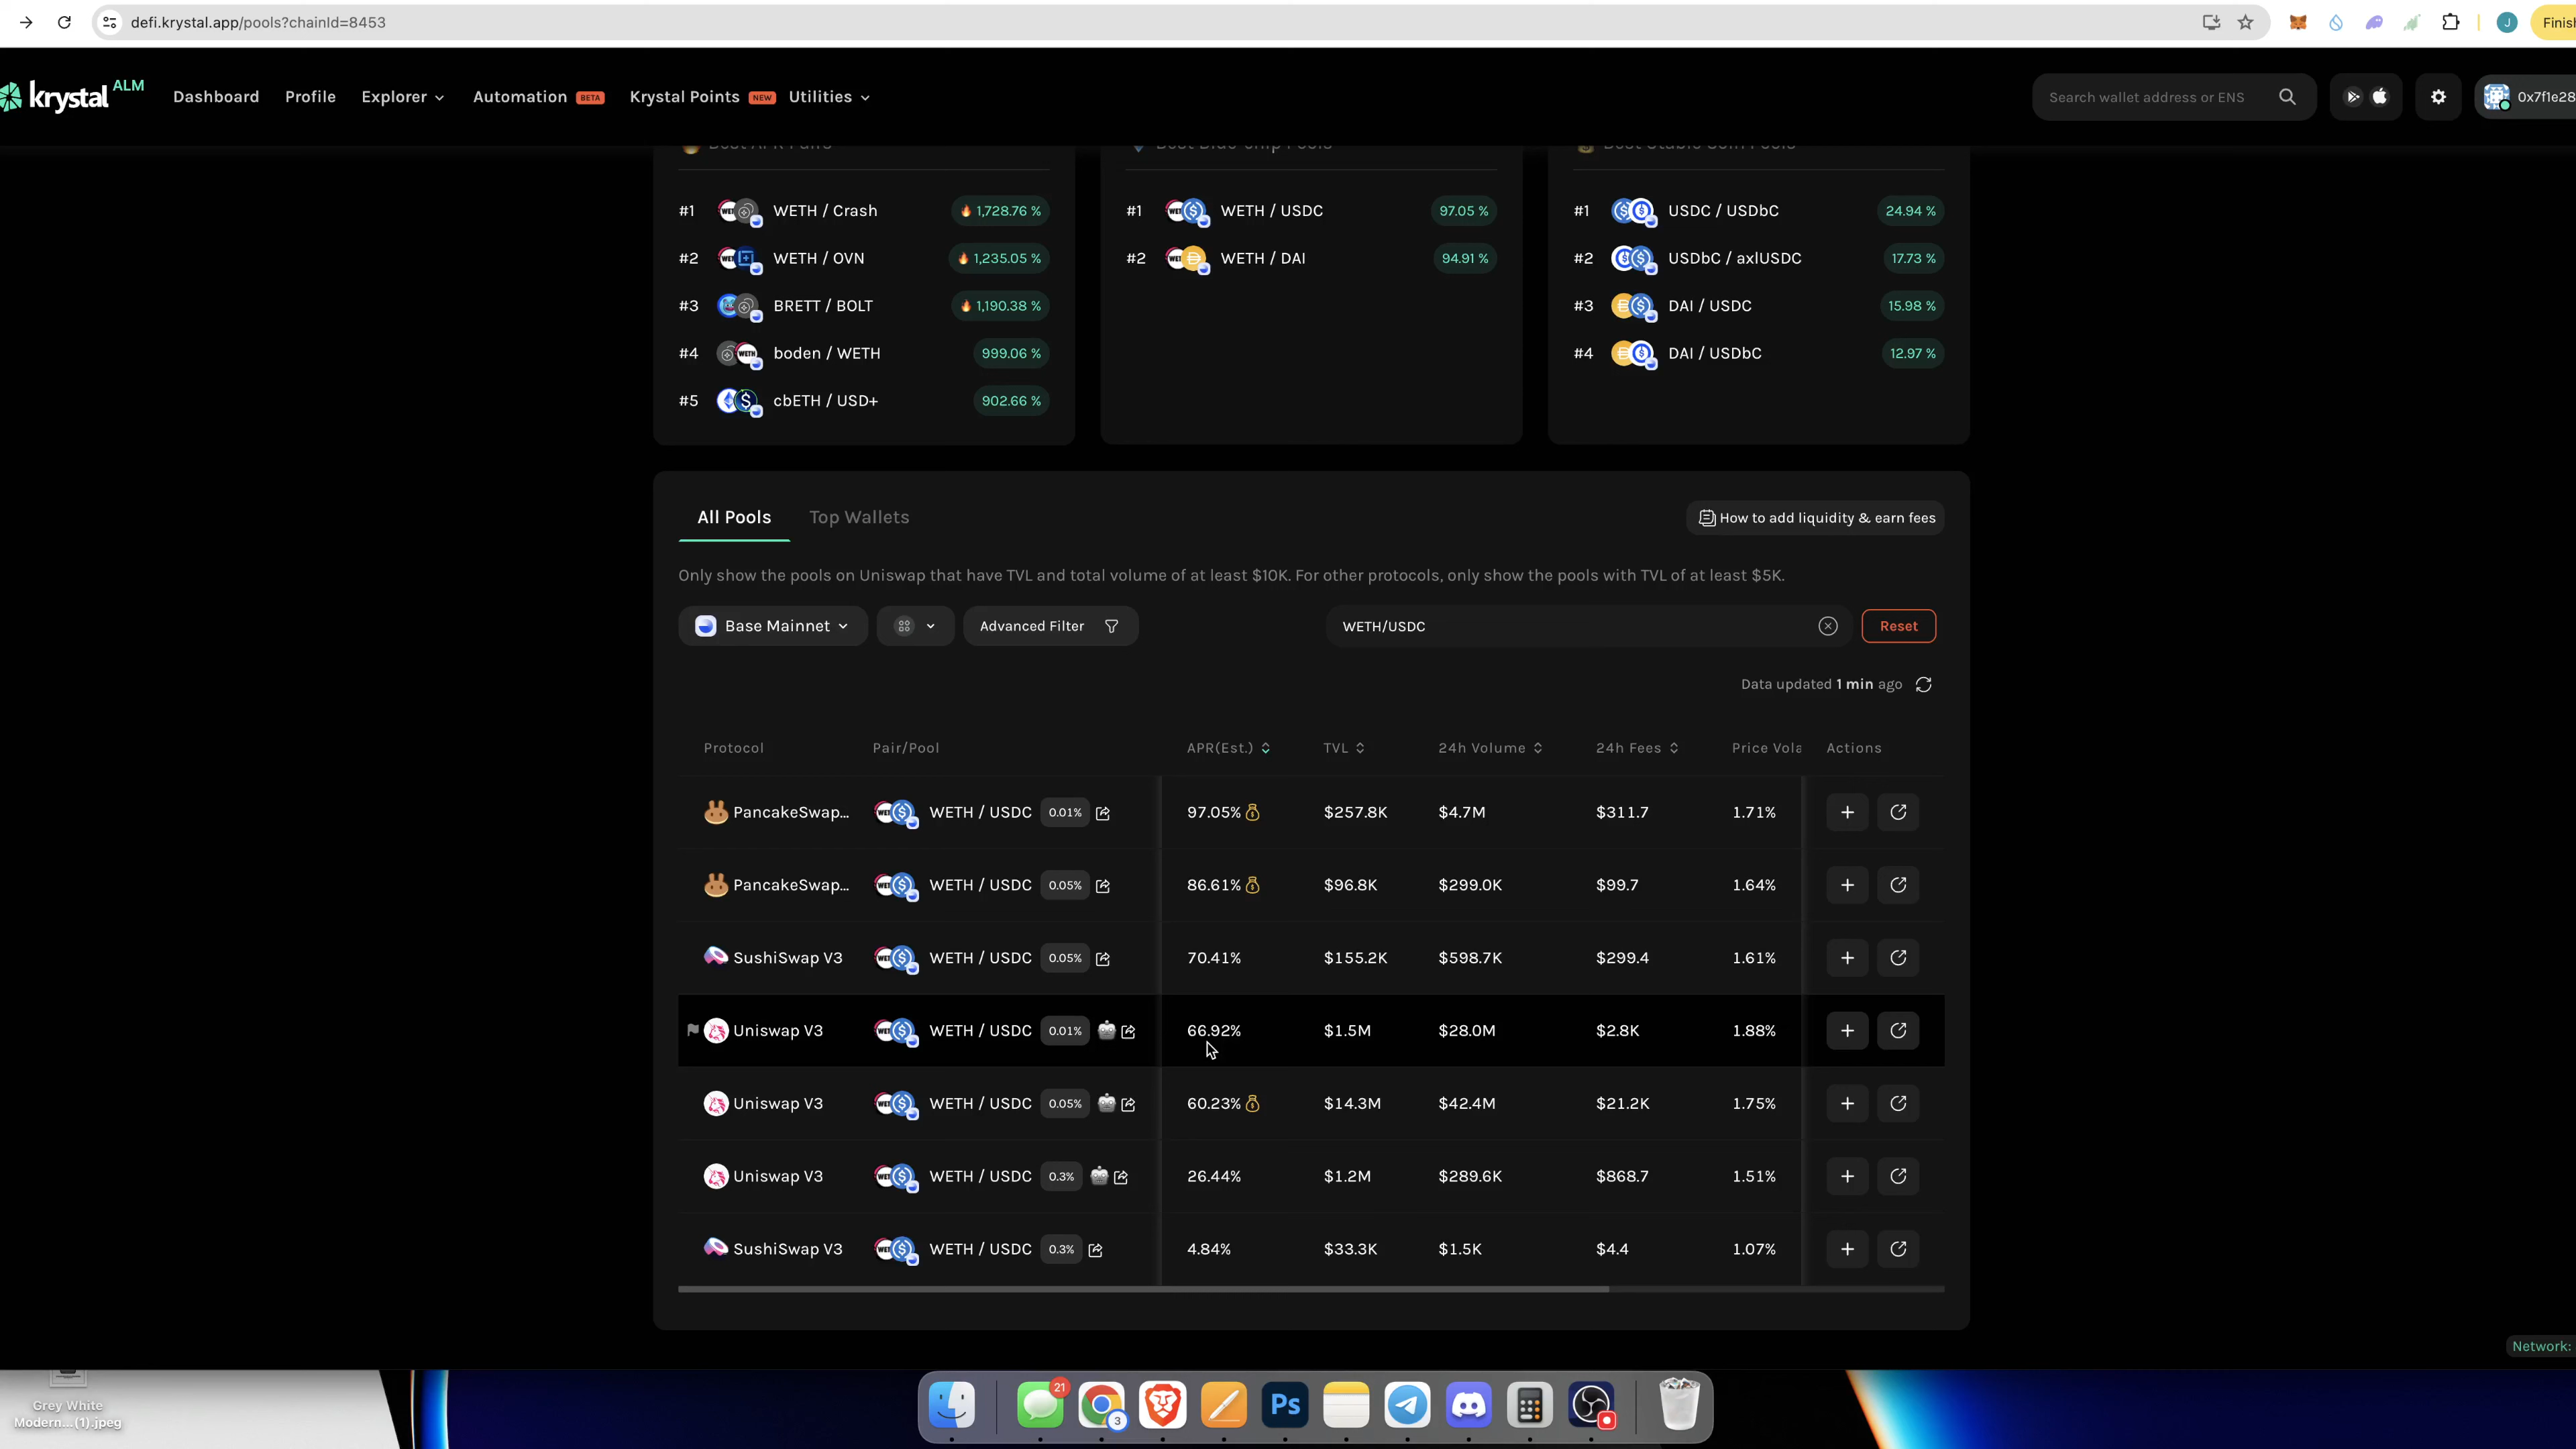 defi.krystal.app/pools?chainId=8453
J
Finish
krystal ALM
Dashboard
Profile
Explorer
Automation BETA
Krystal Points NEW
Utilities
Search wallet address or ENS
0x7f1e28
#1 WETH / Crash 1,728.76 %
#2 WETH / OVN 1,235.05 %
#3 BRETT / BOLT 1,190.38 %
#4 boden / WETH 999.06 %
#5 cbETH / USD+ 902.66 %
#1 WETH / USDC 97.05 %
#2 WETH / DAI 94.91 %
#1 USDC / USDbC 24.94 %
#2 USDbC / axlUSDC 17.73 %
#3 DAI / USDC 15.98 %
#4 DAI / USDbC 12.97 %
All Pools
Top Wallets
How to add liquidity & earn fees
Only show the pools on Uniswap that have TVL and total volume of at least $10K. For other protocols, only show the pools with TVL of at least $5K.
Base Mainnet
Advanced Filter
WETH/USDC
Reset
Data updated 1 min ago
Protocol Pair/Pool APR(Est.) TVL 24h Volume 24h Fees Price Vola Actions
PancakeSwap... WETH / USDC 0.01% 97.05% $257.8K $4.7M $311.7 1.71%
PancakeSwap... WETH / USDC 0.05% 86.61% $96.8K $299.0K $99.7 1.64%
SushiSwap V3 WETH / USDC 0.05% 70.41% $155.2K $598.7K $299.4 1.61%
Uniswap V3 WETH / USDC 0.01% 66.92% $1.5M $28.0M $2.8K 1.88%
Uniswap V3 WETH / USDC 0.05% 60.23% $14.3M $42.4M $21.2K 1.75%
Uniswap V3 WETH / USDC 0.3% 26.44% $1.2M $289.6K $868.7 1.51%
SushiSwap V3 WETH / USDC 0.3% 4.84% $33.3K $1.5K $4.4 1.07%
Network:
Grey White
Modern...(1).jpeg
21
3
Ps